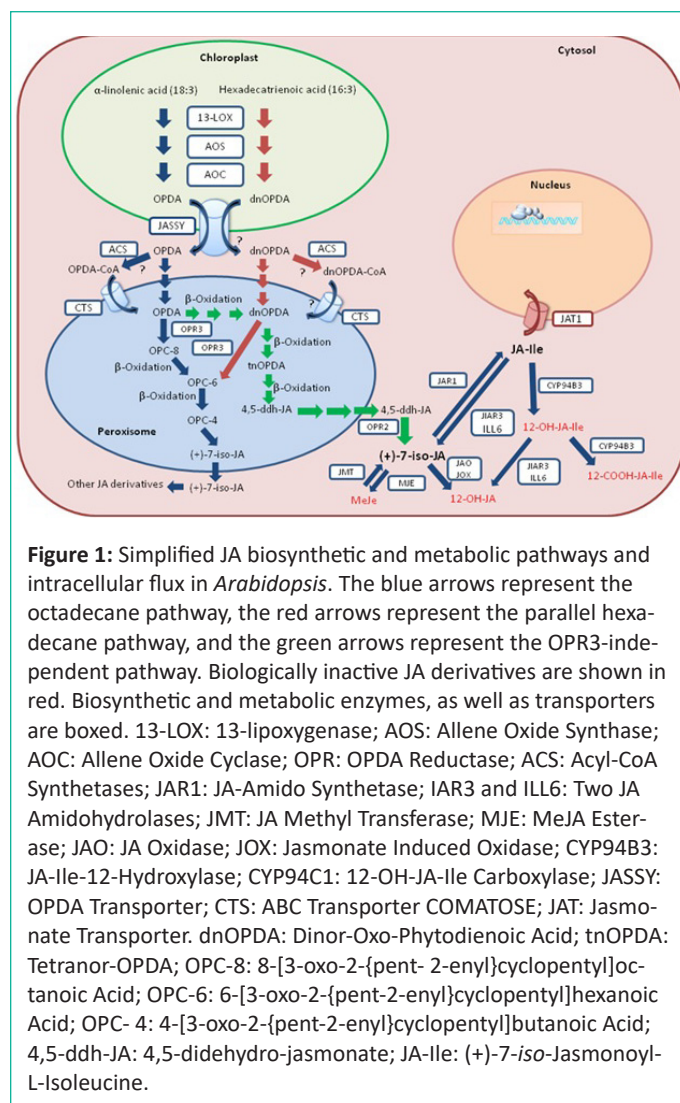 Cytosol
Chloroplast
α-linolenic acid (18:3) Hexadecatrienoic acid (16:3)
13-LOX
AOS
AOC
OPDA dnOPDA
JASSY
?
ACS OPDA dnOPDA ACS
OPDA-CoA ? ? dnOPDA-CoA
CTS β-Oxidation ? CTS
OPDA dnOPDA
OPR3
OPC-8 OPR3 β-Oxidation
β-Oxidation OPC-6 tnOPDA
β-Oxidation β-Oxidation
OPC-4 4,5-ddh-JA 4,5-ddh-JA
Peroxisome OPR2
(+)-7-iso-JA (+)-7-iso-JA
Other JA derivatives (+)-7-iso-JA
Nucleus
JAT1
JA-Ile
JAR1 CYP94B3
JIAR3
ILL6 12-OH-JA-Ile
CYP94B3
JMT JAO
JOX JIAR3
ILL6 12-COOH-JA-Ile
MJE
MeJe 12-OH-JA
Figure 1: Simplified JA biosynthetic and metabolic pathways and
intracellular flux in Arabidopsis. The blue arrows represent the
octadecane pathway, the red arrows represent the parallel hexa-
decane pathway, and the green arrows represent the OPR3-inde-
pendent pathway. Biologically inactive JA derivatives are shown in
red. Biosynthetic and metabolic enzymes, as well as transporters
are boxed. 13-LOX: 13-lipoxygenase; AOS: Allene Oxide Synthase;
AOC: Allene Oxide Cyclase; OPR: OPDA Reductase; ACS: Acyl-CoA
Synthetases; JAR1: JA-Amido Synthetase; IAR3 and ILL6: Two JA
Amidohydrolases; JMT: JA Methyl Transferase; MJE: MeJA Ester-
ase; JAO: JA Oxidase; JOX: Jasmonate Induced Oxidase; CYP94B3:
JA-Ile-12-Hydroxylase; CYP94C1: 12-OH-JA-Ile Carboxylase; JASSY:
OPDA Transporter; CTS: ABC Transporter COMATOSE; JAT: Jasmo-
nate Transporter. dnOPDA: Dinor-Oxo-Phytodienoic Acid; tnOPDA:
Tetranor-OPDA; OPC-8: 8-[3-oxo-2-{pent- 2-enyl}cyclopentyl]oc-
tanoic Acid; OPC-6: 6-[3-oxo-2-{pent-2-enyl}cyclopentyl]hexanoic
Acid; OPC- 4: 4-[3-oxo-2-{pent-2-enyl}cyclopentyl]butanoic Acid;
4,5-ddh-JA: 4,5-didehydro-jasmonate; JA-Ile: (+)-7-iso-Jasmonoyl-
L-Isoleucine.